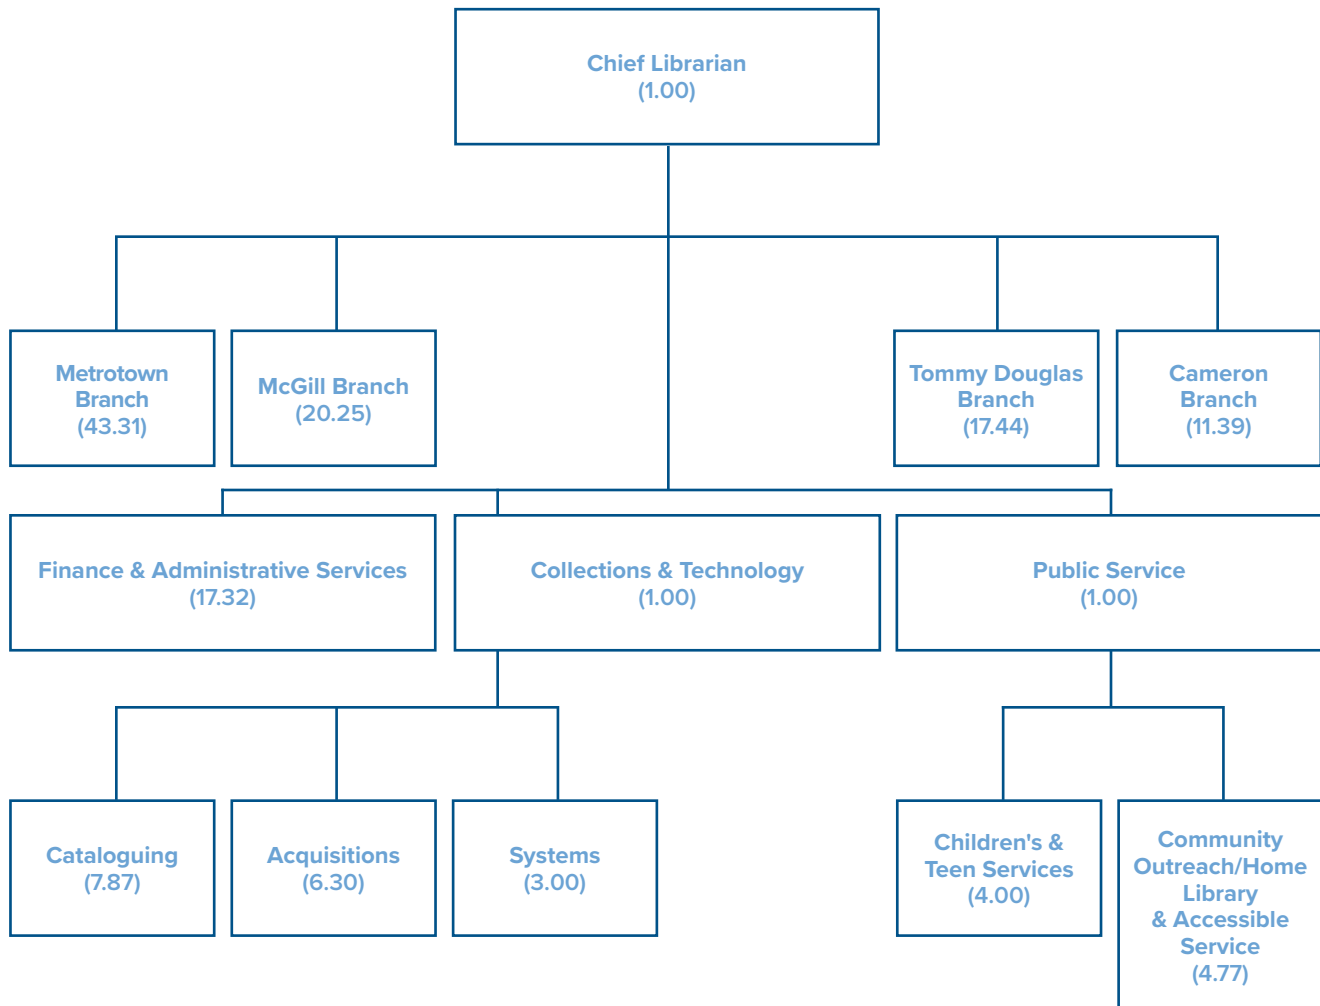 Chief Librarian
(1.00)
Metrotown
Branch
(43.31)
McGill Branch
(20.25)
Tommy Douglas
Branch
(17.44)
Cameron
Branch
(11.39)
Finance & Administrative Services
(17.32)
Collections & Technology
(1.00)
Public Service
(1.00)
Cataloguing
(7.87)
Acquisitions
(6.30)
Systems
(3.00)
Children's &
Teen Services
(4.00)
Community
Outreach/Home
Library
& Accessible
Service
(4.77)